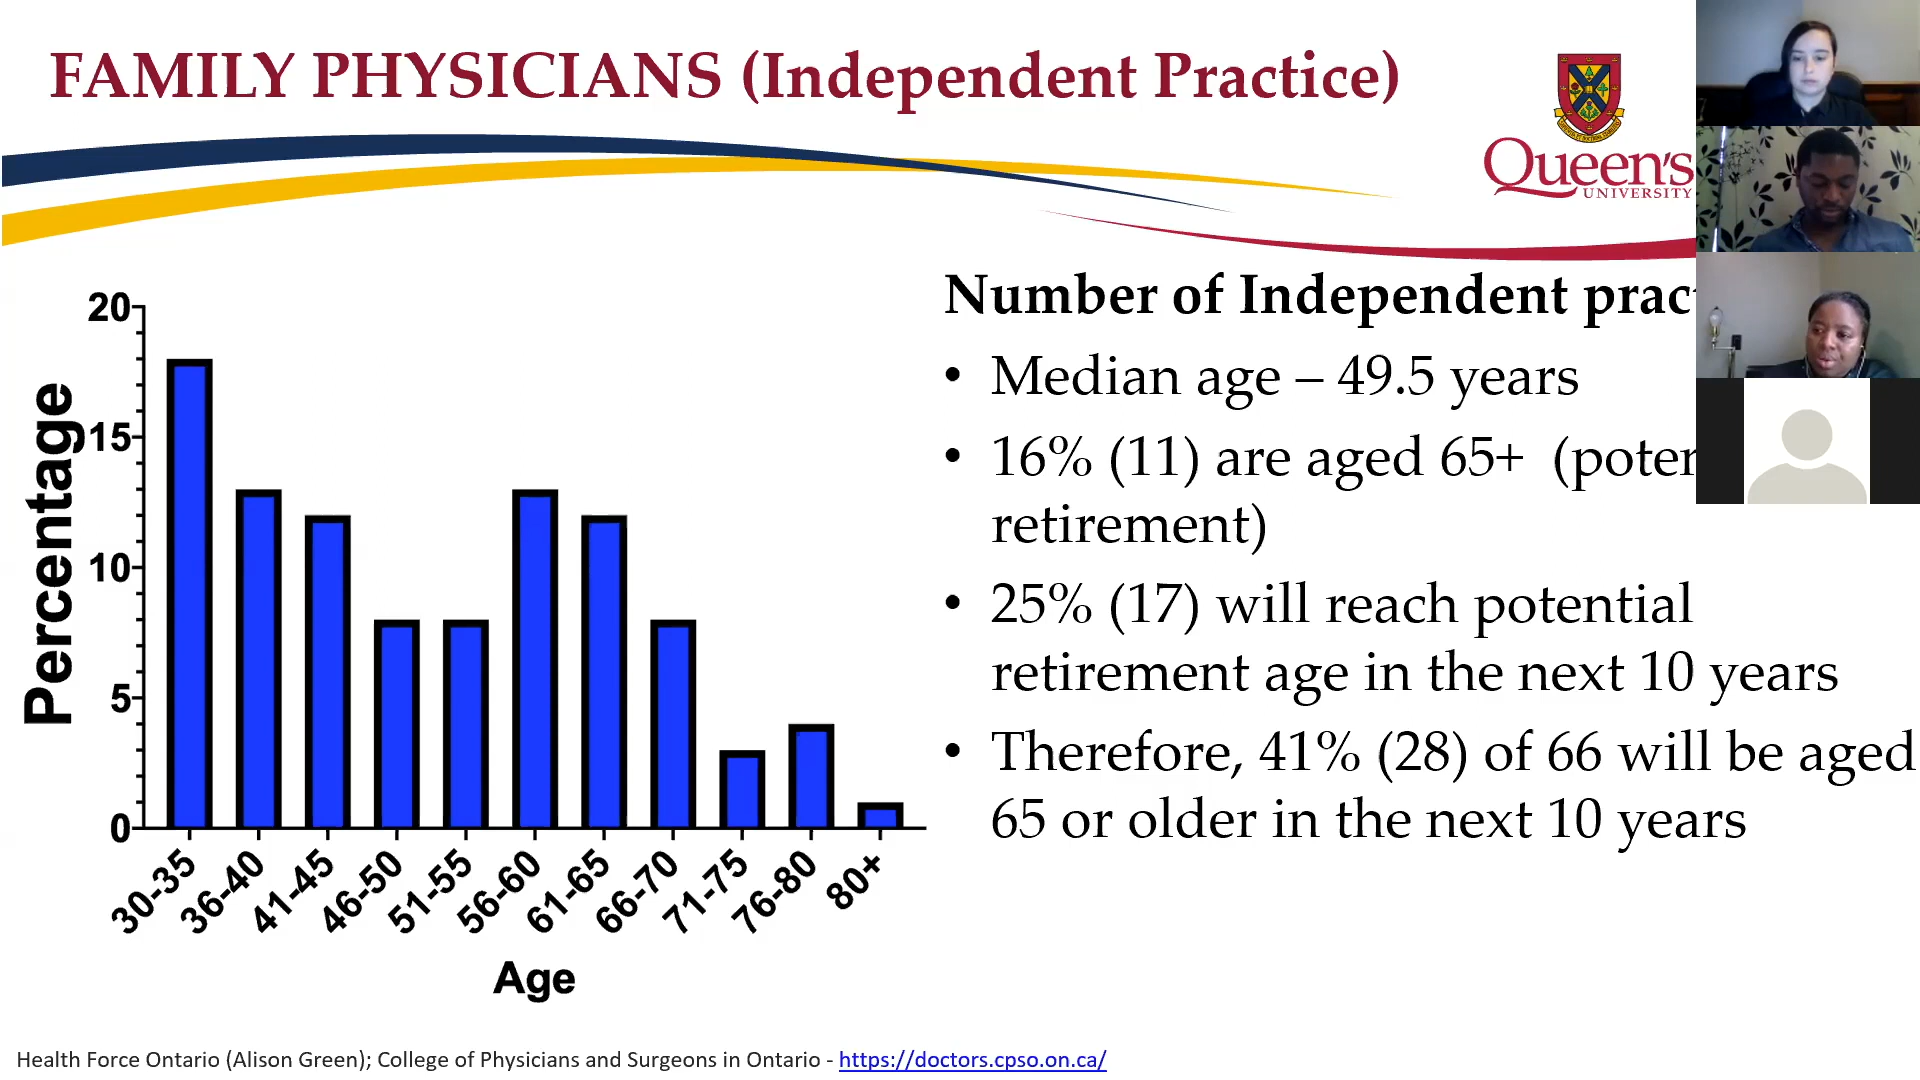 FAMILY PHYSICIANS (Independent Practice)
Queen's
UNIVERSITY
Number of Independent
• Median age – 49.5 years
• 16% (11) are aged 65+
retirement)
• 25% (17) will reach potential
retirement age in the next 10 years
• Therefore, 41% (28) of 66 will be aged
65 or older in the next 10 years
Percentage
20
15
10
5
0
30-35
36-40
41-45
46-50
51-55
56-60
61-65
66-70
71-75
76-80
80+
Age
Health Force Ontario (Alison Green); College of Physicians and Surgeons in Ontario - https://doctors.cpso.on.ca/